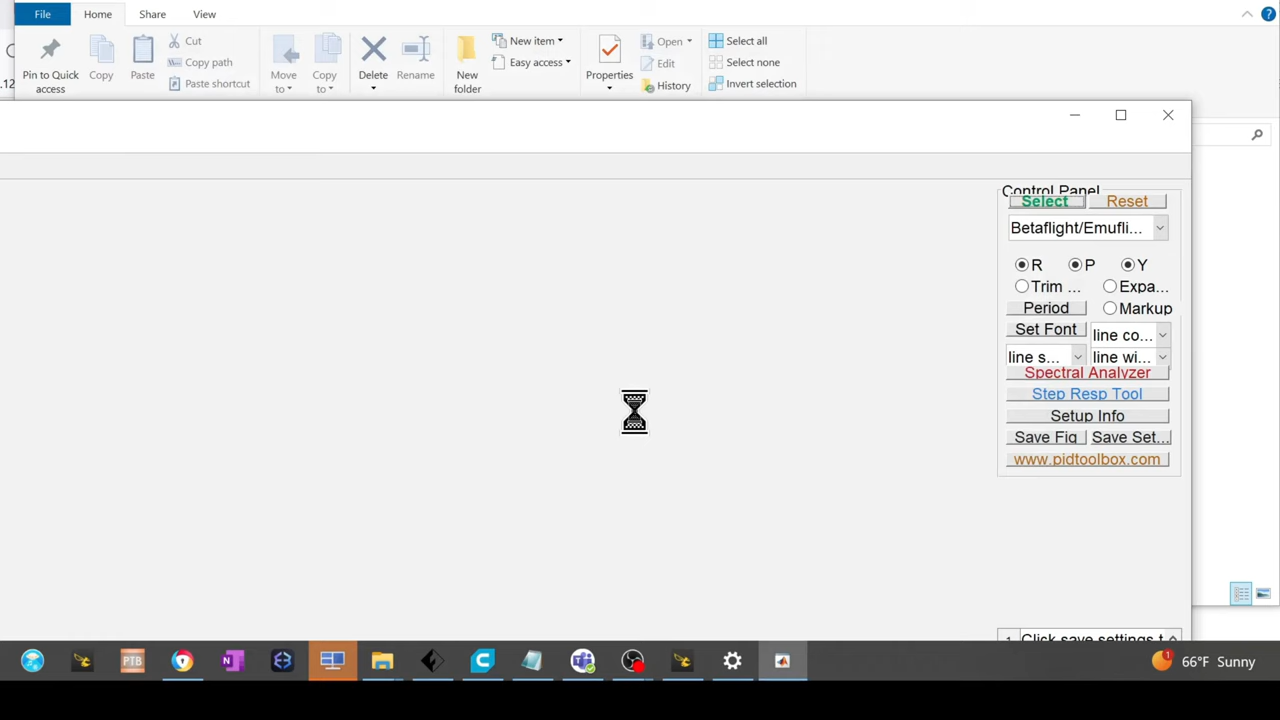 File Home Share View
Pin to Quick access
Copy
Paste
Cut
Copy path
Paste shortcut
Move to
Copy to
Delete
Rename
New folder
New item
Easy access
Properties
Open
Edit
History
Select all
Select none
Invert selection
.12
Control Panel
Select Reset
Betaflight/Emufli...
R P Y
Trim ... Expa...
Period Markup
Set Font line co...
line s... line wi...
Spectral Analyzer
Step Resp Tool
Setup Info
Save Fig Save Set...
www.pidtoolbox.com
1 Click save settings t
PTB
N
1
66°F Sunny